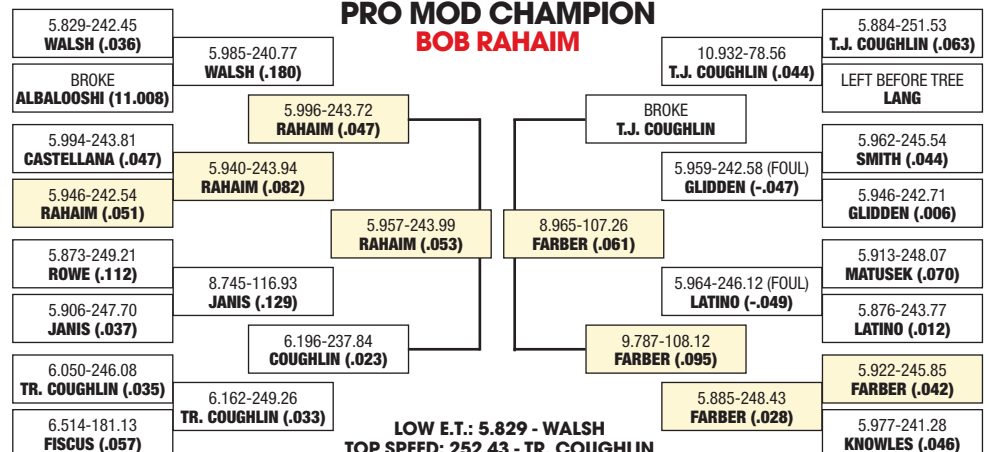 PRO MOD CHAMPION
BOB RAHAIM
5.829-242.45
WALSH (.036)
BROKE
ALBALOOSHI (11.008)
5.994-243.81
CASTELLANA (.047)
5.946-242.54
RAHAIM (.051)
5.873-249.21
ROWE (.112)
5.906-247.70
JANIS (.037)
6.050-246.08
TR. COUGHLIN (.035)
6.514-181.13
FISCUS (.057)
5.985-240.77
WALSH (.180)
5.940-243.94
RAHAIM (.082)
8.745-116.93
JANIS (.129)
6.162-249.26
TR. COUGHLIN (.033)
5.996-243.72
RAHAIM (.047)
6.196-237.84
COUGHLIN (.023)
5.957-243.99
RAHAIM (.053)
8.965-107.26
FARBER (.061)
BROKE
T.J. COUGHLIN
9.787-108.12
FARBER (.095)
10.932-78.56
T.J. COUGHLIN (.044)
5.959-242.58 (FOUL)
GLIDDEN (-.047)
5.964-246.12 (FOUL)
LATINO (-.049)
5.885-248.43
FARBER (.028)
5.884-251.53
T.J. COUGHLIN (.063)
LEFT BEFORE TREE
LANG
5.962-245.54
SMITH (.044)
5.946-242.71
GLIDDEN (.006)
5.913-248.07
MATUSEK (.070)
5.876-243.77
LATINO (.012)
5.922-245.85
FARBER (.042)
5.977-241.28
KNOWLES (.046)
LOW E.T.: 5.829 - WALSH
TOP SPEED: 252.43 - TR. COUGHLIN